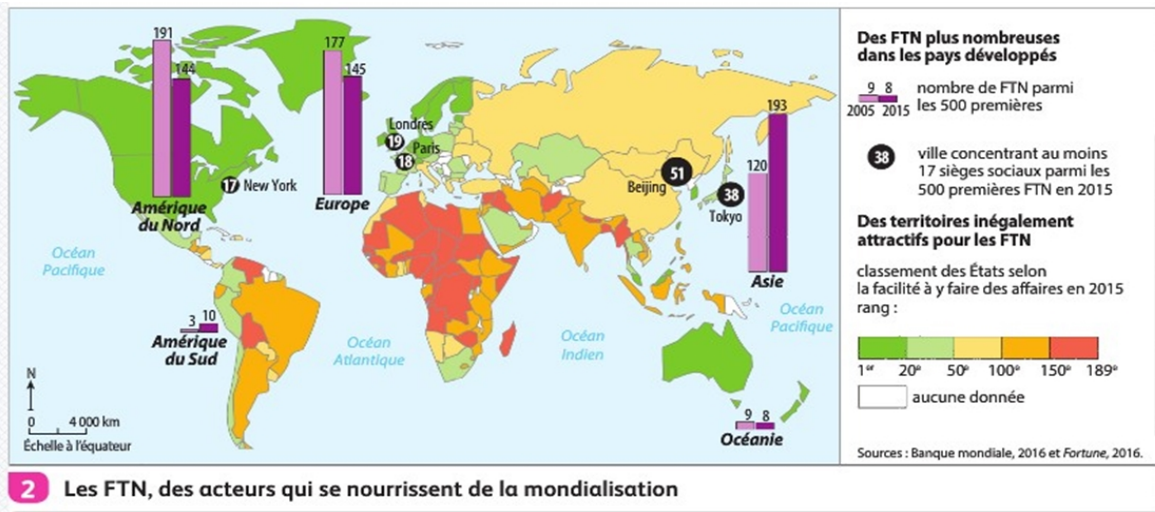 191
144
177
145
Londres
19
Paris
18
17 New York
Amérique
du Nord
Europe
193
120
51
Beijing
38
Tokyo
Asie
Océan
Pacifique
3 10
Amérique
du Sud
Océan
Atlantique
Océan
Indien
Océan
Pacifique
9 8
Océanie
N
0 4 000 km
Échelle à l'équateur
Des FTN plus nombreuses
dans les pays développés
9 8
2005 2015
nombre de FTN parmi
les 500 premières
38
ville concentrant au moins
17 sièges sociaux parmi les
500 premières FTN en 2015
Des territoires inégalement
attractifs pour les FTN
classement des États selon
la facilité à y faire des affaires en 2015
rang :
1er 20e 50e 100e 150e 189e
aucune donnée
Sources : Banque mondiale, 2016 et Fortune, 2016.
2 Les FTN, des acteurs qui se nourrissent de la mondialisation